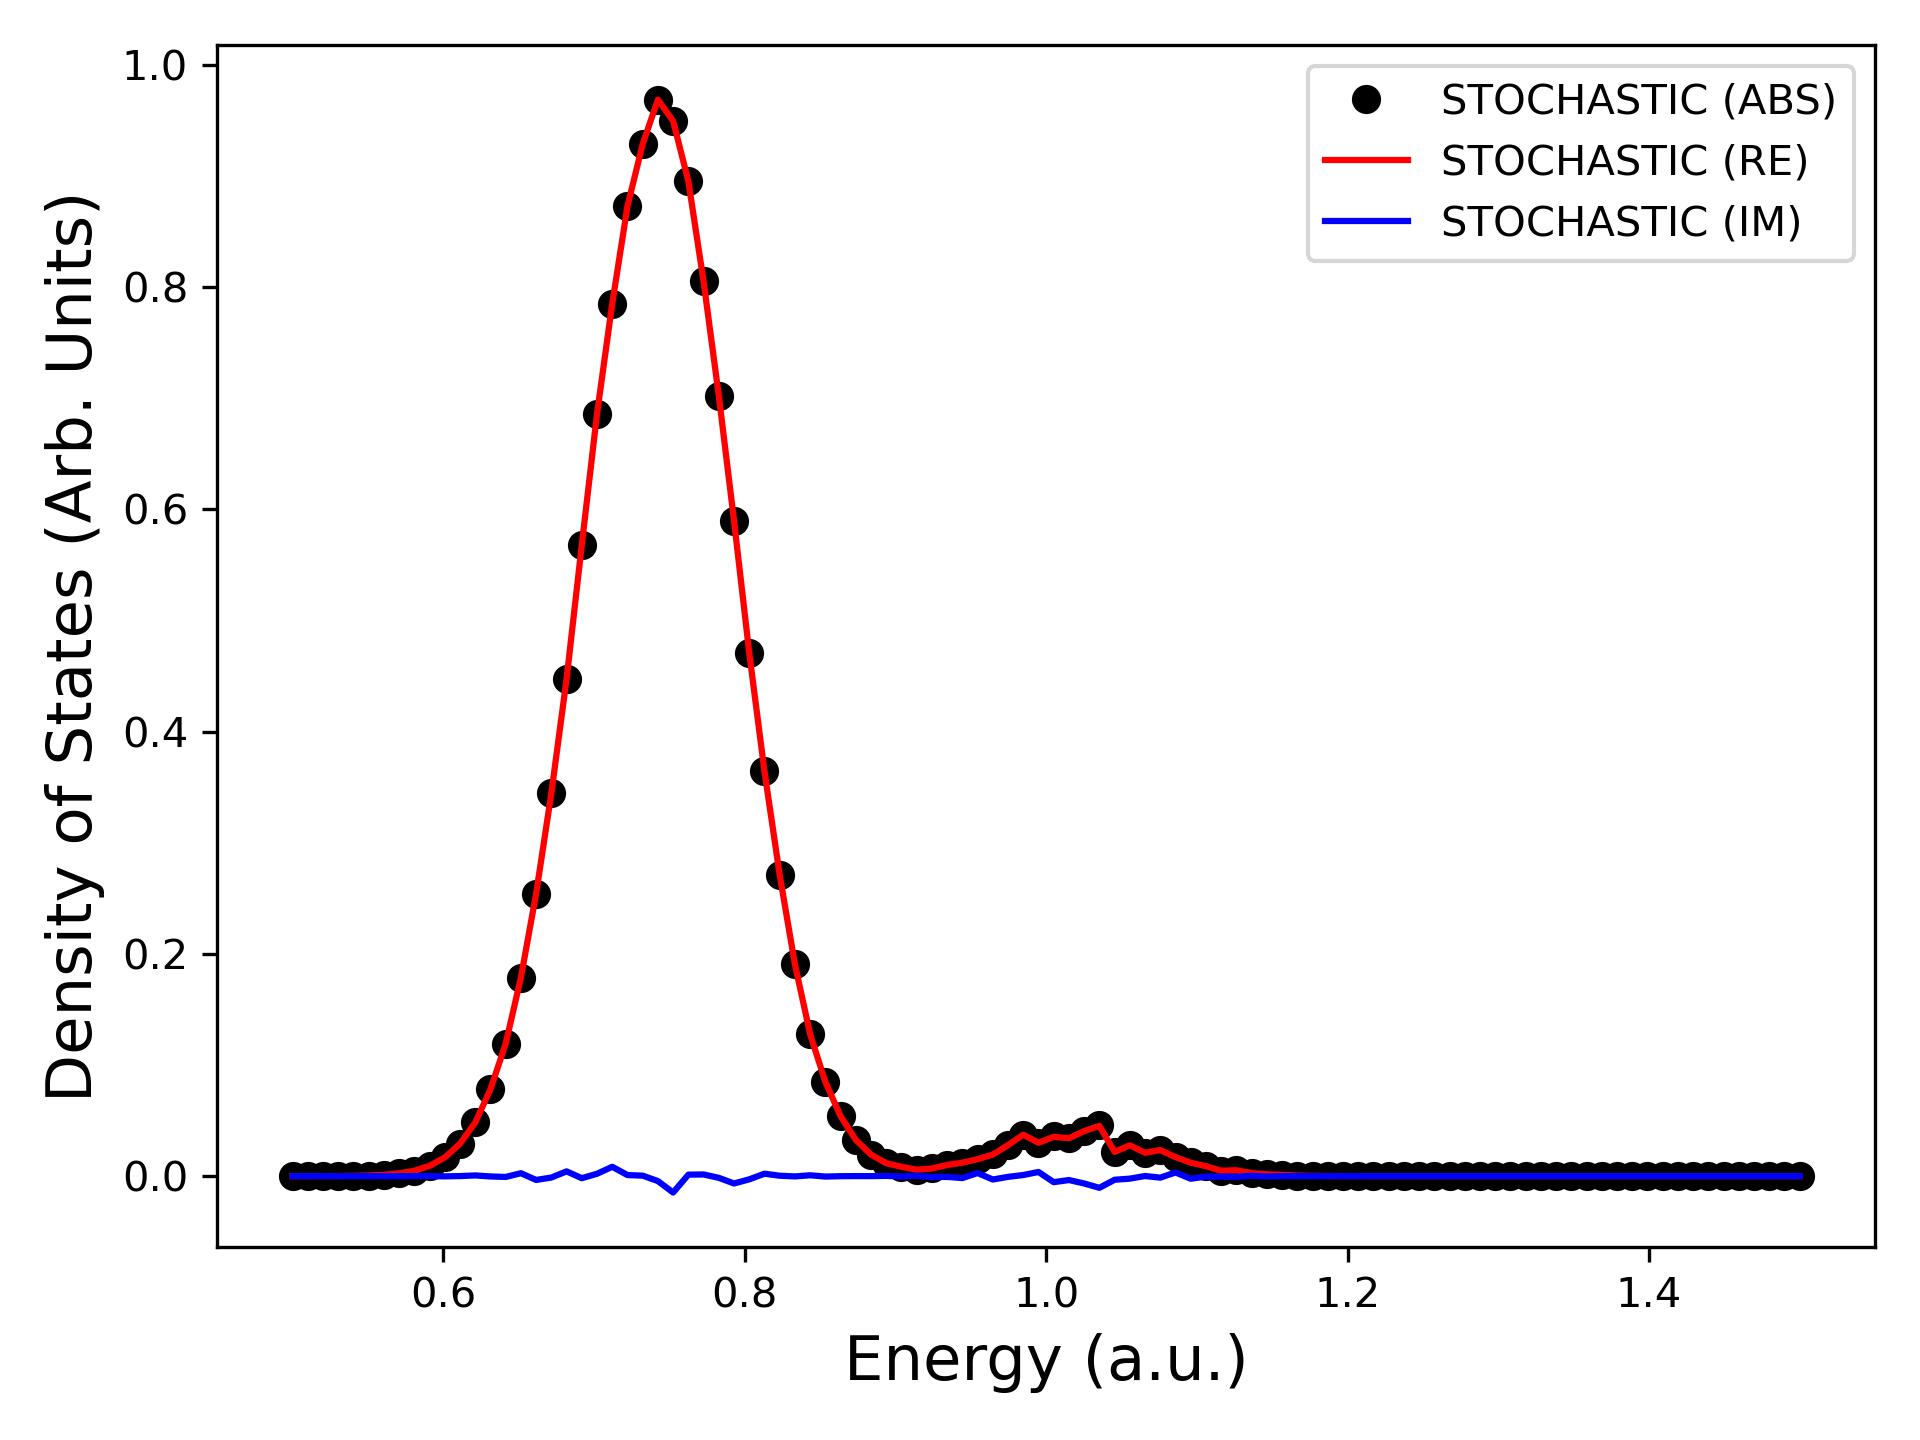 STOCHASTIC (ABS)
STOCHASTIC (RE)
STOCHASTIC (IM)
Density of States (Arb. Units)
1.0
0.8
0.6
0.4
0.2
0.0
0.6 0.8 1.0 1.2 1.4
Energy (a.u.)